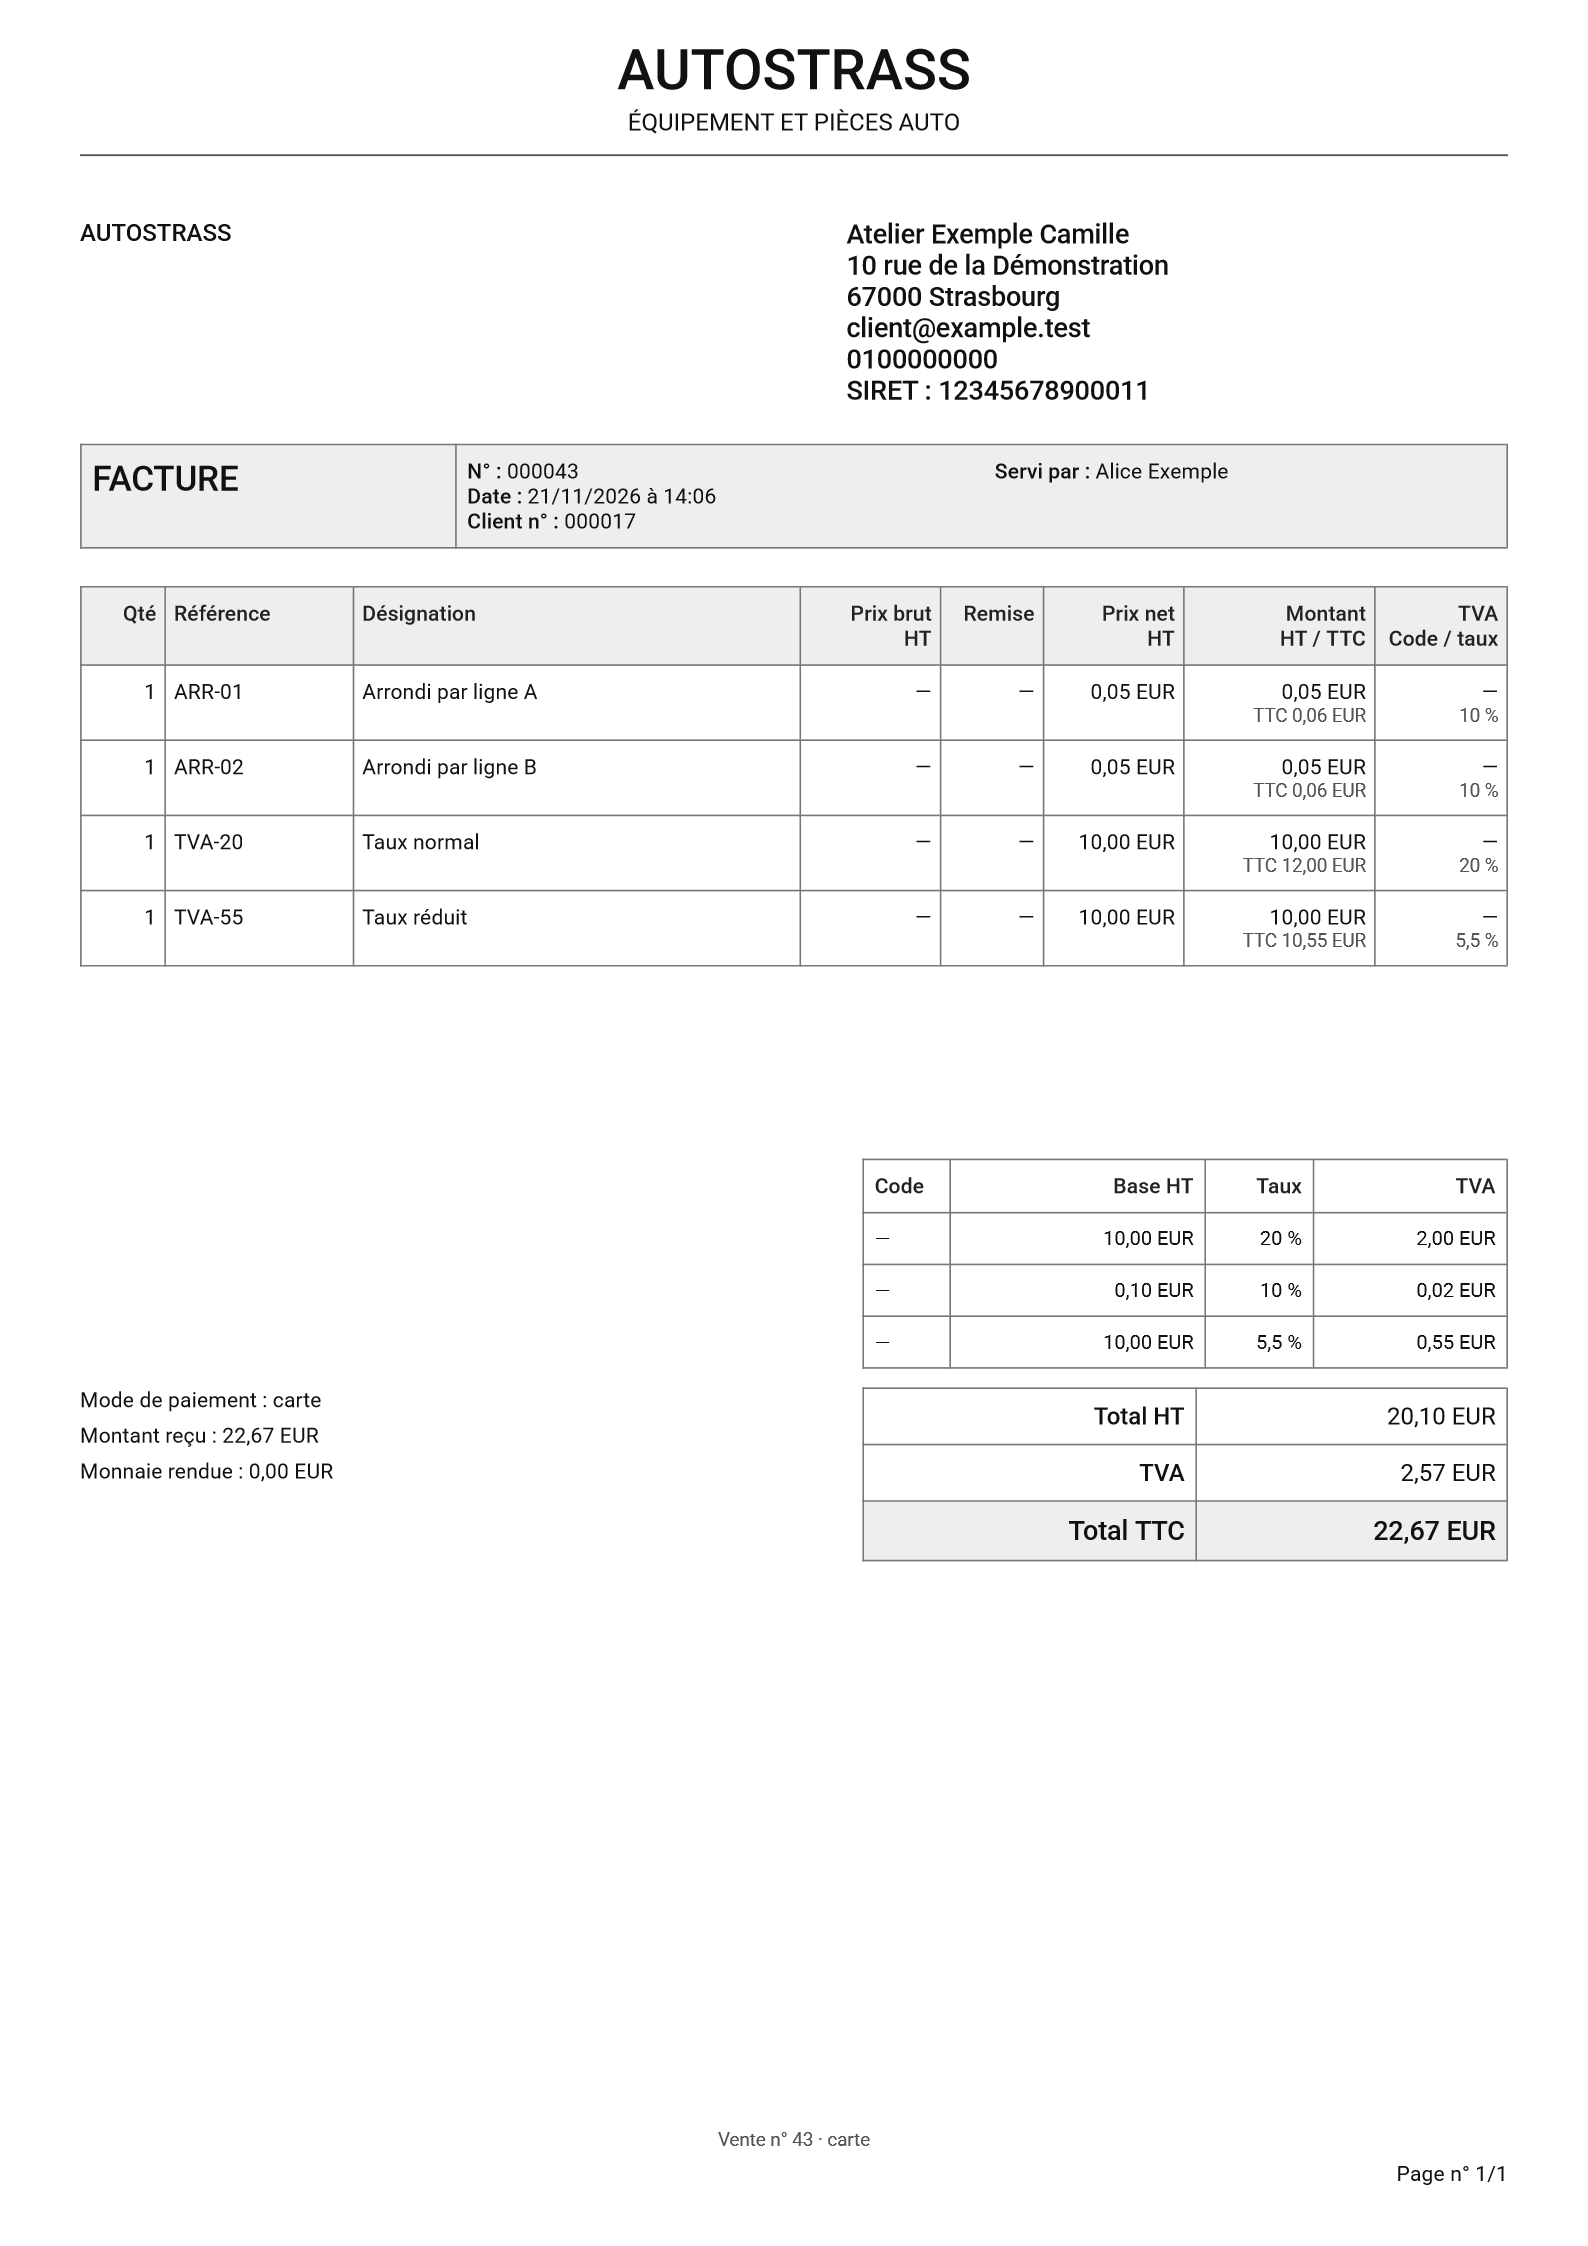 AUTOSTRASS
ÉQUIPEMENT ET PIÈCES AUTO
AUTOSTRASS
Atelier Exemple Camille
10 rue de la Démonstration
67000 Strasbourg
client@example.test
0100000000
SIRET : 12345678900011
FACTURE
N° : 000043
Date : 21/11/2026 à 14:06
Client n° : 000017
Servi par : Alice Exemple
Qté Référence Désignation Prix brut HT Remise Prix net HT Montant HT / TTC TVA Code / taux
1 ARR-01 Arrondi par ligne A — — 0,05 EUR 0,05 EUR —
TTC 0,06 EUR 10 %
1 ARR-02 Arrondi par ligne B — — 0,05 EUR 0,05 EUR —
TTC 0,06 EUR 10 %
1 TVA-20 Taux normal — — 10,00 EUR 10,00 EUR —
TTC 12,00 EUR 20 %
1 TVA-55 Taux réduit — — 10,00 EUR 10,00 EUR —
TTC 10,55 EUR 5,5 %
Code Base HT Taux TVA
— 10,00 EUR 20 % 2,00 EUR
— 0,10 EUR 10 % 0,02 EUR
— 10,00 EUR 5,5 % 0,55 EUR
Mode de paiement : carte
Montant reçu : 22,67 EUR
Monnaie rendue : 0,00 EUR
Total HT 20,10 EUR
TVA 2,57 EUR
Total TTC 22,67 EUR
Vente n° 43 · carte
Page n° 1/1